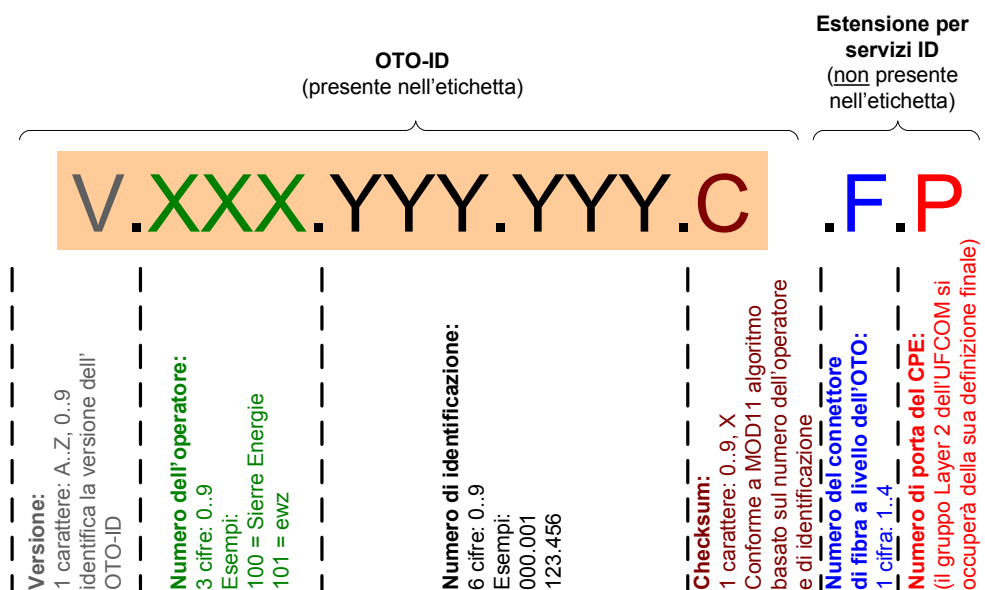 OTO-ID
(presente nell'etichetta)
Estensione per
servizi ID
(non presente
nell'etichetta)
V.XXX.YYY.YYY.C .F.P
Versione:
1 carattere: A..Z, 0..9
identifica la versione dell'
OTO-ID
Numero dell'operatore:
3 cifre: 0..9
Esempi:
100 = Sierre Energie
101 = ewz
Numero di identificazione:
6 cifre: 0..9
Esempi:
000.001
123.456
Checksum:
1 carattere: 0..9, X
Conforme a MOD11 algoritmo
basato sul numero dell'operatore
e di identificazione
Numero del connettore
di fibra a livello dell'OTO:
1 cifra: 1..4
Numero di porta del CPE:
(il gruppo Layer 2 dell'UFCOM si
occuperà della sua definizione finale)